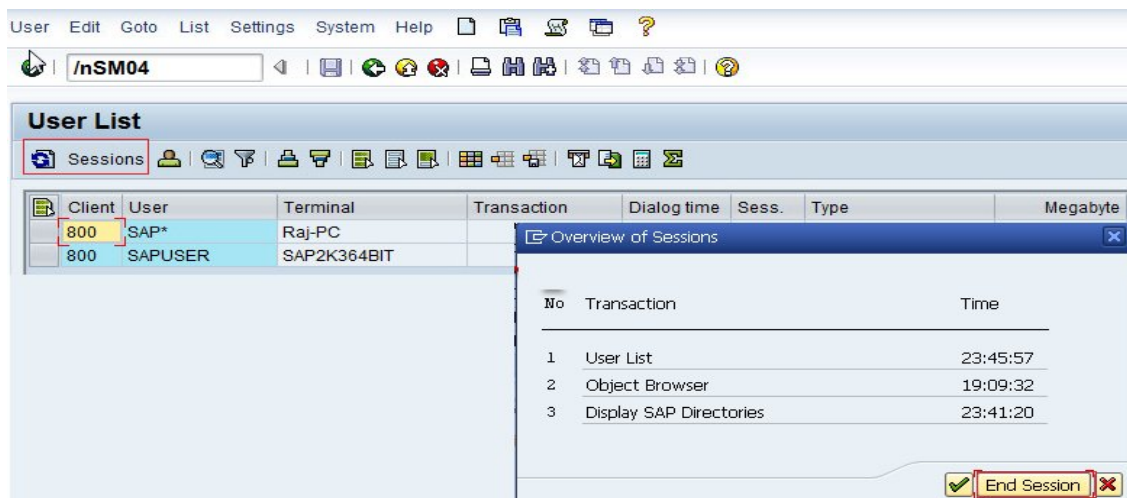 User Edit Goto List Settings System Help
/nSM04
User List
Sessions
Client User Terminal Transaction Dialog time Sess. Type Megabyte
800 SAP* Raj-PC
800 SAPUSER SAP2K364BIT
Overview of Sessions
No Transaction Time
1 User List 23:45:57
2 Object Browser 19:09:32
3 Display SAP Directories 23:41:20
End Session